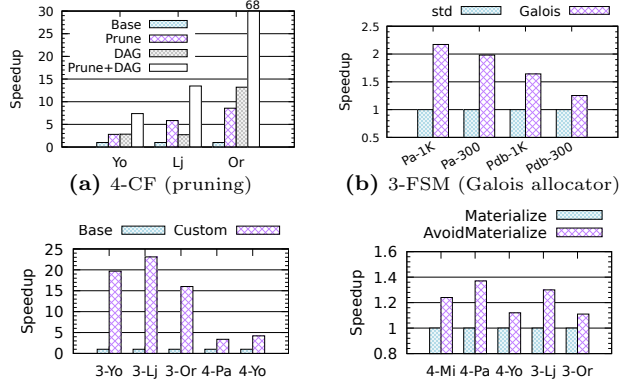 68
30
25
20
15
10
5
0
Speedup
Base
Prune
DAG
Prune+DAG
Yo Lj Or
(a) 4-CF (pruning)
std Galois
2.5
2
1.5
1
0.5
Speedup
Pa-1K Pa-300 Pdb-1K Pdb-300
(b) 3-FSM (Galois allocator)
Base Custom
25
20
15
10
5
0
Speedup
3-Yo 3-Lj 3-Or 4-Pa 4-Yo
Materialize
AvoidMaterialize
1.6
1.4
1.2
1.0
0.8
Speedup
4-Mi 4-Pa 4-Yo 3-Lj 3-Or